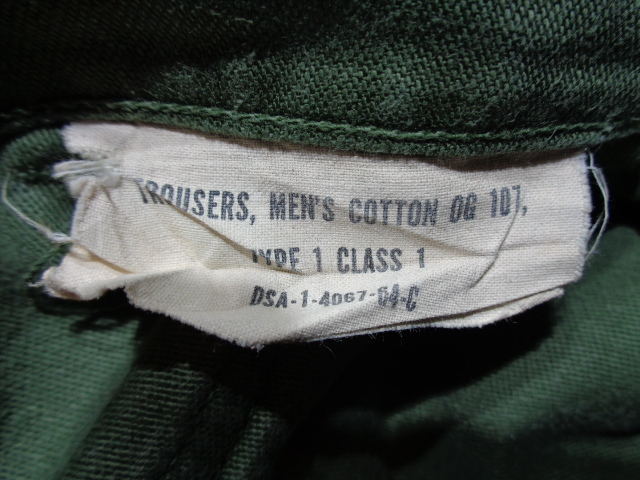 TROUSERS, MEN'S COTTON OG 107,
TYPE 1 CLASS 1
DSA-1-4067-64-C